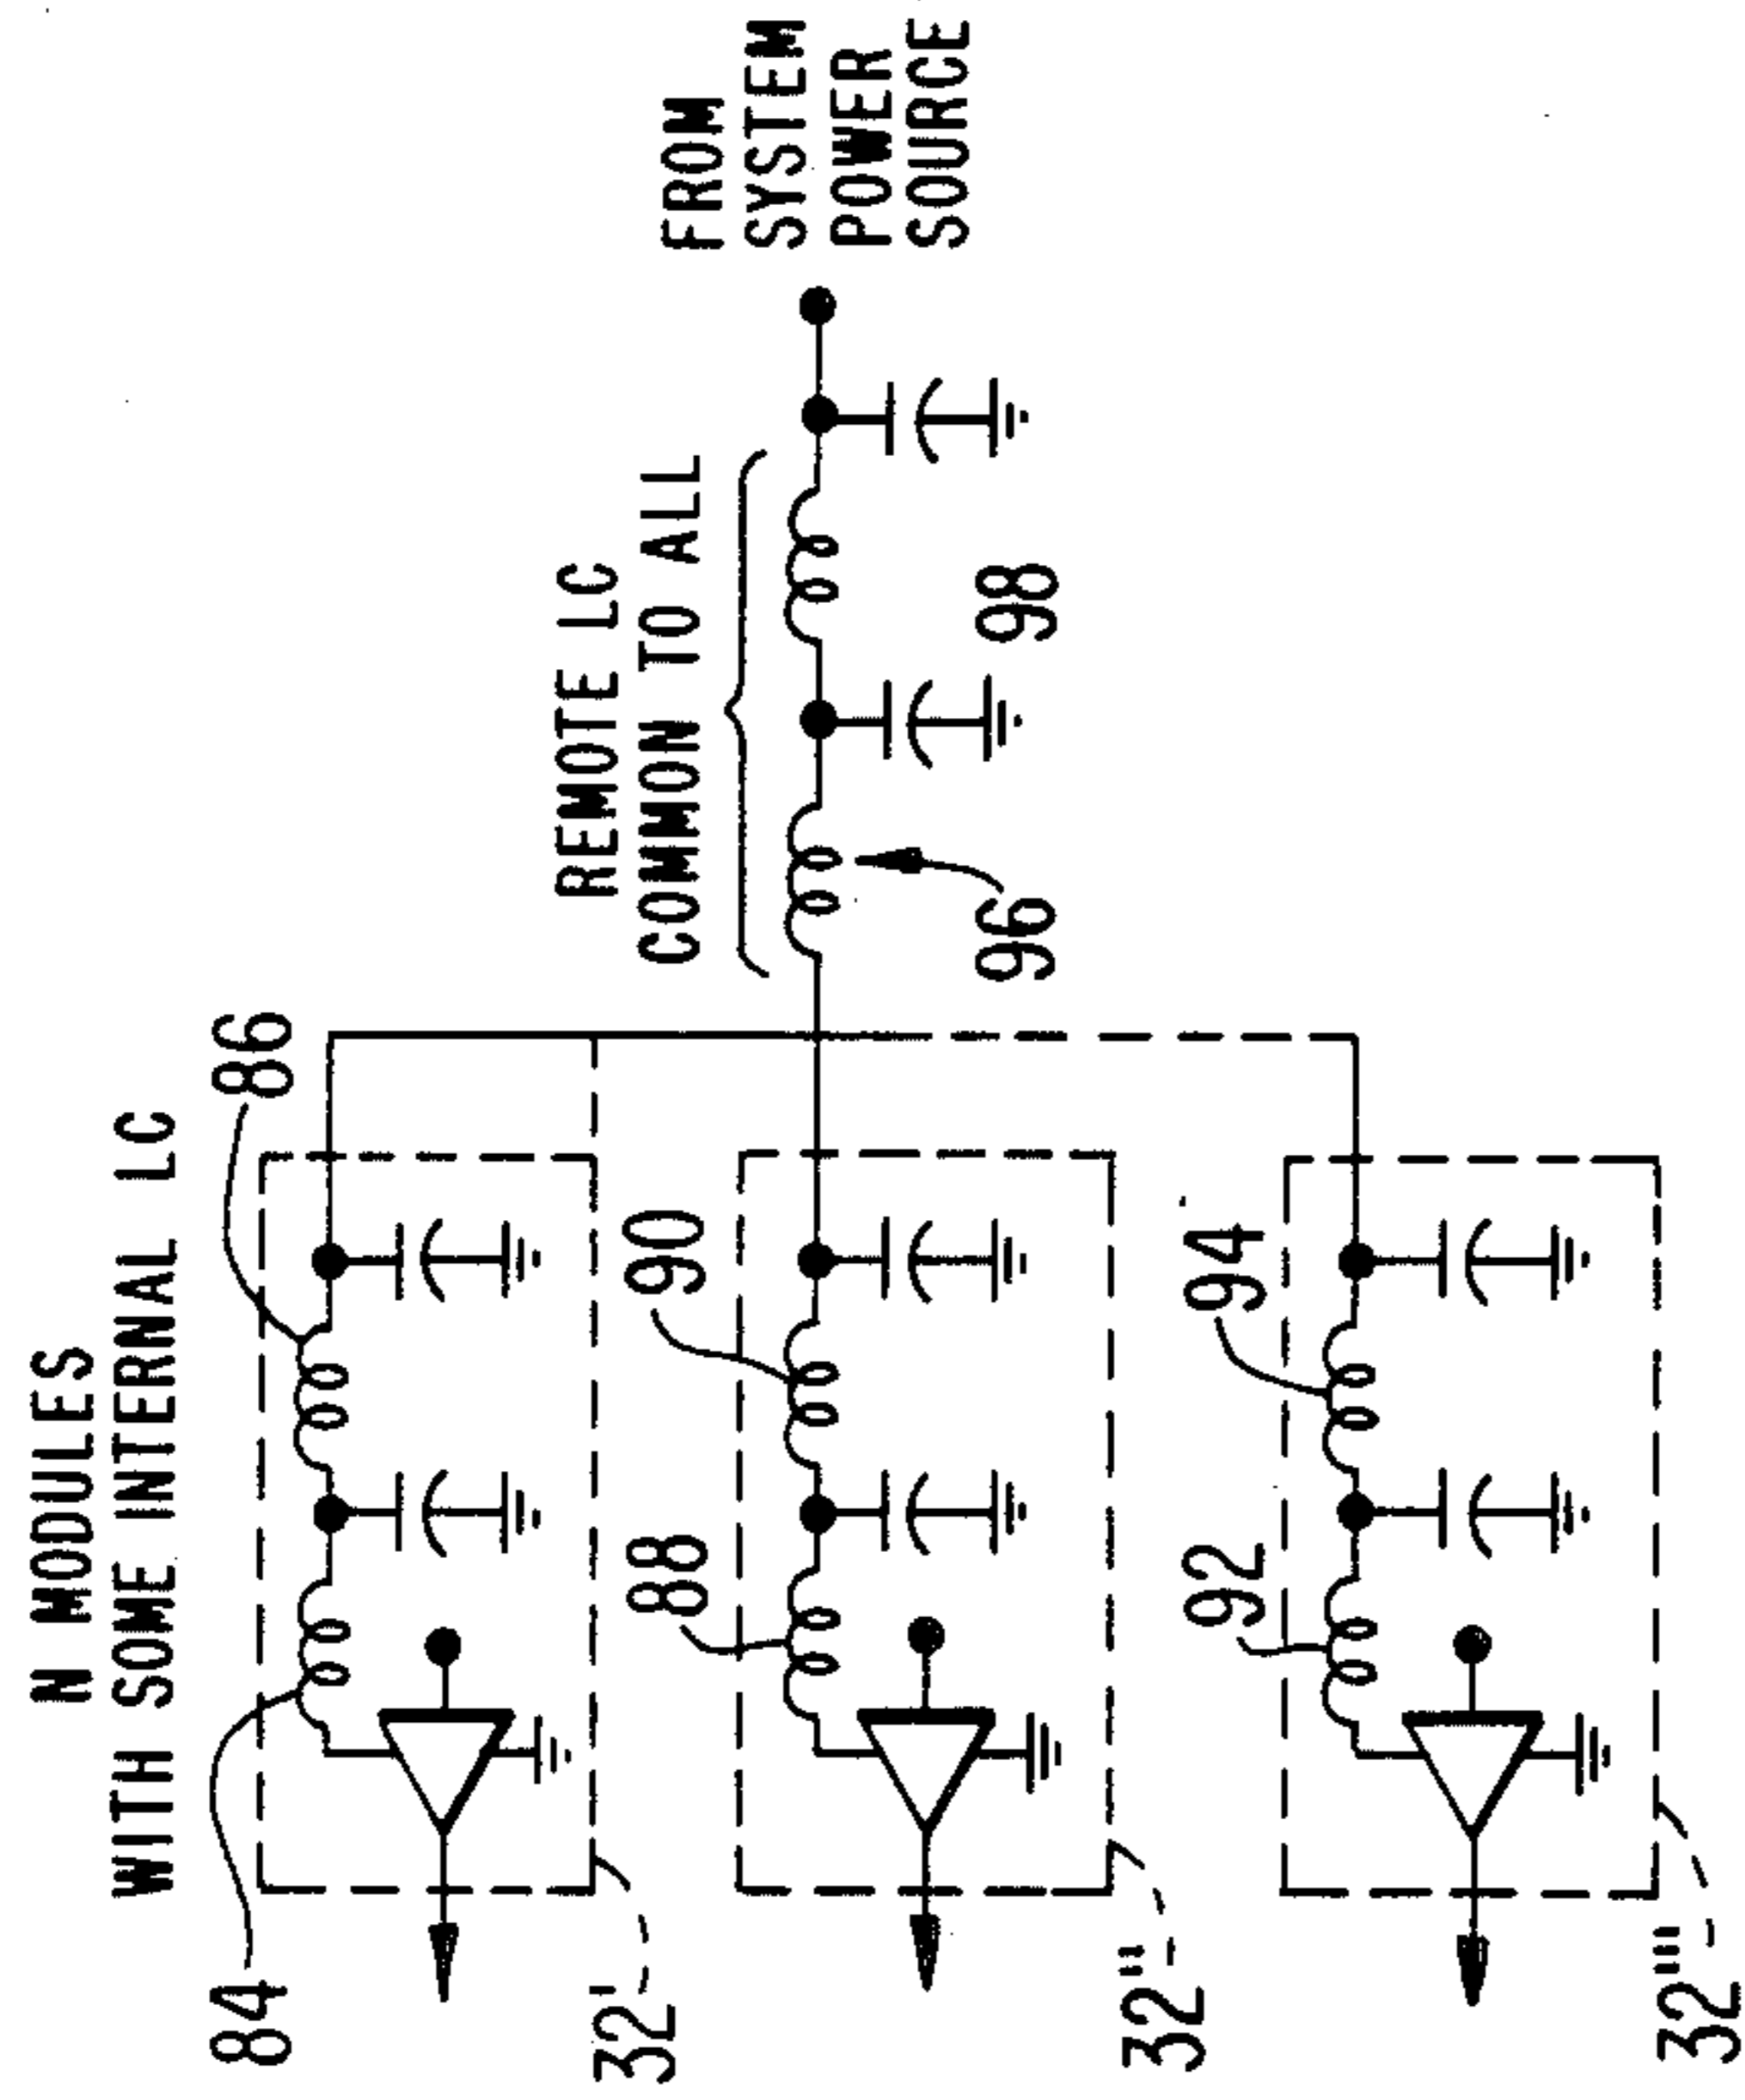 N MODULES
WITH SOME INTERNAL LC
84
86
32'
88
90
32"
92
94
32"'
REMOTE LC
COMMON TO ALL
96
98
FROM
SYSTEM
POWER
SOURCE